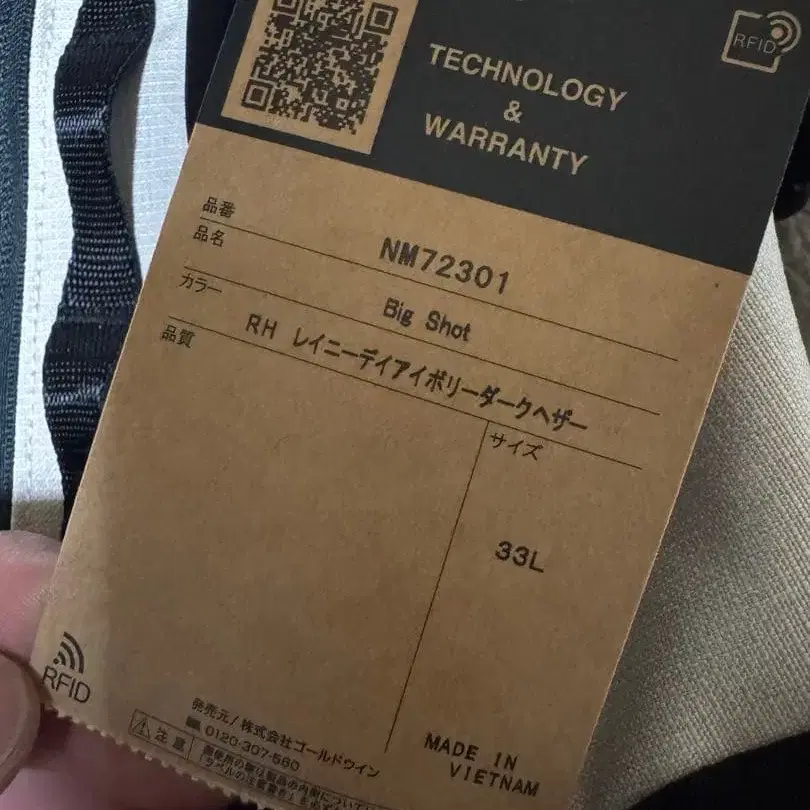 RFID
TECHNOLOGY
&
WARRANTY
品番 NM72301
品名 Big Shot
カラー RH レイニーデイアイボリーダークヘザー
品質
サイズ
33L
RFID
発売元/株式会社ゴールドウイン
0120-307-560
MADE IN
VIETNAM
注意